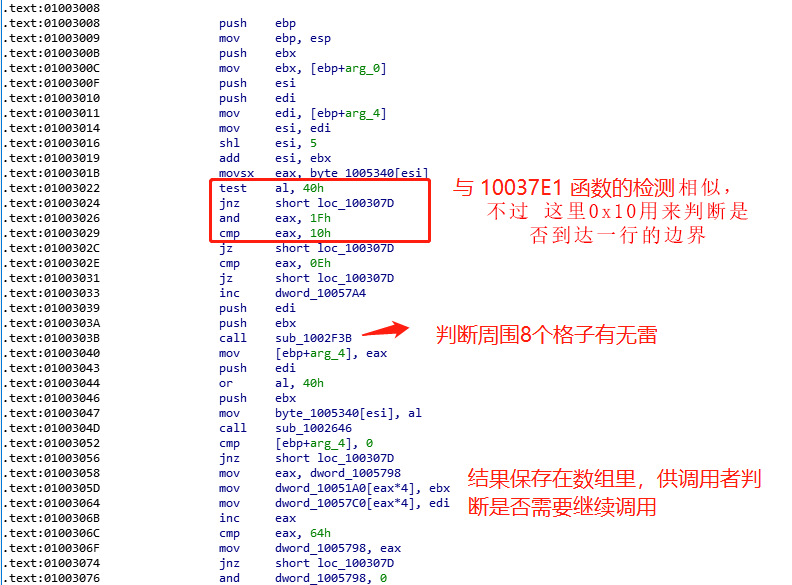 .text:01003008
.text:01003008 push ebp
.text:01003009 mov ebp, esp
.text:0100300B push ebx
.text:0100300C mov ebx, [ebp+arg_0]
.text:0100300F push esi
.text:01003010 push edi
.text:01003011 mov edi, [ebp+arg_4]
.text:01003014 mov esi, edi
.text:01003016 shl esi, 5
.text:01003019 add esi, ebx
.text:0100301B movsx eax, byte_1005340[esi]
.text:01003022 test al, 40h
.text:01003024 jnz short loc_100307D
.text:01003026 and eax, 1Fh
.text:01003029 cmp eax, 10h
.text:0100302C jz short loc_100307D
.text:0100302E cmp eax, 0Eh
.text:01003031 jz short loc_100307D
.text:01003033 inc dword_10057A4
.text:01003039 push edi
.text:0100303A push ebx
.text:0100303B call sub_1002F3B
.text:01003040 mov [ebp+arg_4], eax
.text:01003043 push edi
.text:01003044 or al, 40h
.text:01003046 push ebx
.text:01003047 mov byte_1005340[esi], al
.text:0100304D call sub_1002646
.text:01003052 cmp [ebp+arg_4], 0
.text:01003056 jnz short loc_100307D
.text:01003058 mov eax, dword_1005798
.text:0100305D mov dword_10051A0[eax*4], ebx
.text:01003064 mov dword_10057C0[eax*4], edi
.text:0100306B inc eax
.text:0100306C cmp eax, 64h
.text:0100306F mov dword_1005798, eax
.text:01003074 jnz short loc_100307D
.text:01003076 and dword_1005798, 0
与 10037E1 函数的检测相似，
不过 这里0x10用来判断是
否到达一行的边界
判断周围8个格子有无雷
结果保存在数组里，供调用者判
断是否需要继续调用